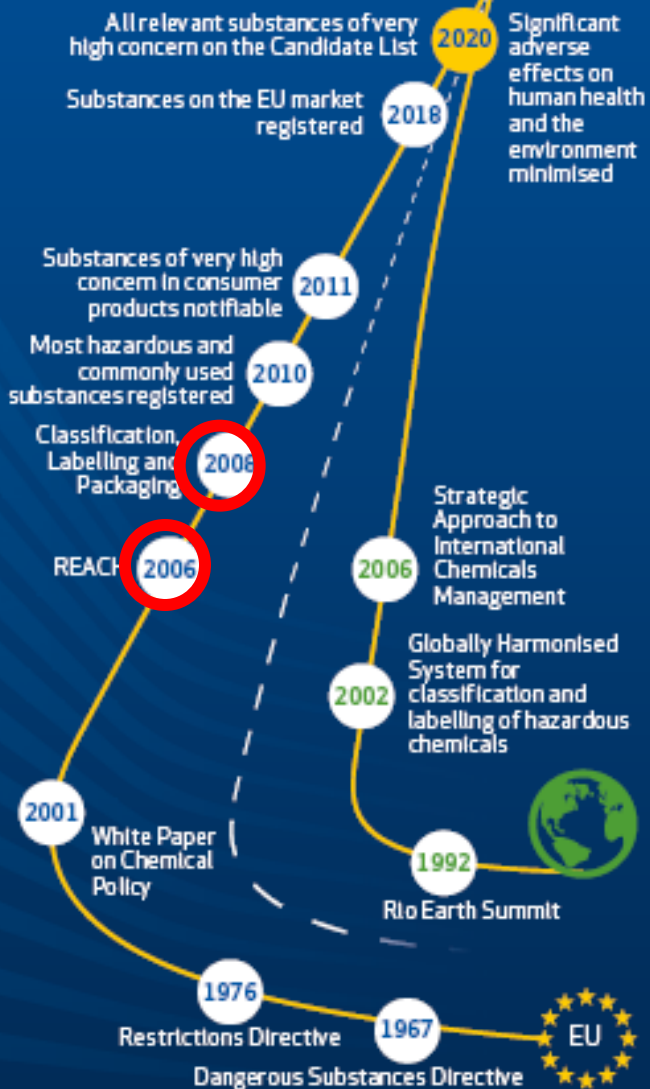 All relevant substances of very
high concern on the Candidate List
2020
Significant
adverse
effects on
human health
and the
environment
minimised
Substances on the EU market
registered
2018
Substances of very high
concern in consumer
products notifiable
2011
Most hazardous and
commonly used
substances registered
2010
Classification,
Labelling and
Packaging
2008
REACH
2006
Strategic
Approach to
International
Chemicals
Management
2006
Globally Harmonised
System for
classification and
labelling of hazardous
chemicals
2002
2001
White Paper
on Chemical
Policy
1992
Rio Earth Summit
1976
Restrictions Directive
1967
Dangerous Substances Directive
EU